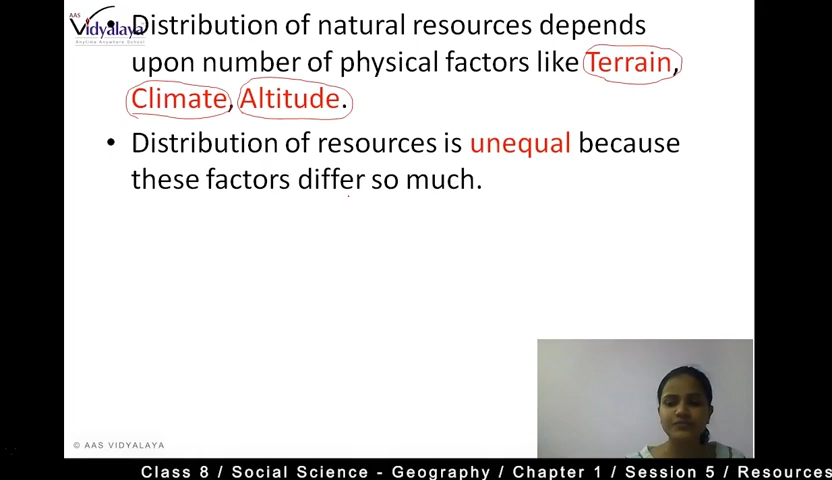 AAS
Vidyalaya
Anytime Anywhere School
• Distribution of natural resources depends
upon number of physical factors like Terrain,
Climate, Altitude.
• Distribution of resources is unequal because
these factors differ so much.
© AAS VIDYALAYA
Class 8 / Social Science - Geography / Chapter 1 / Session 5 / Resources